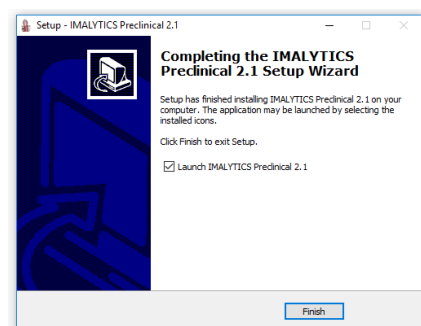 Setup - IMALYTICS Preclinical 2.1
Completing the IMALYTICS
Preclinical 2.1 Setup Wizard
Setup has finished installing IMALYTICS Preclinical 2.1 on your
computer. The application may be launched by selecting the
installed icons.
Click Finish to exit Setup.
Launch IMALYTICS Preclinical 2.1
Finish